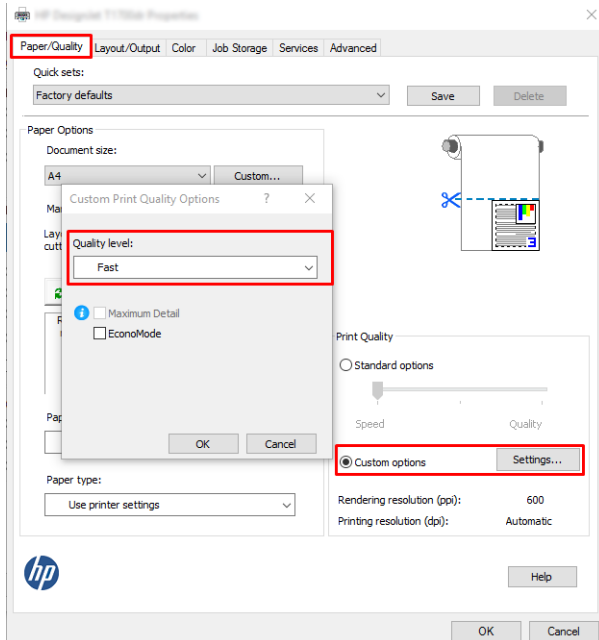 Paper/Quality Layout/Output Color Job Storage Services Advanced
Quick sets:
Factory defaults
Save
Delete
Paper Options
Document size:
A4
Custom...
Custom Print Quality Options ?
Quality level:
Fast
Maximum Detail
EconoMode
OK
Cancel
Paper type:
Use printer settings
3
Print Quality
Standard options
Speed
Quality
Custom options
Settings...
Rendering resolution (ppi): 600
Printing resolution (dpi): Automatic
hp
Help
OK
Cancel